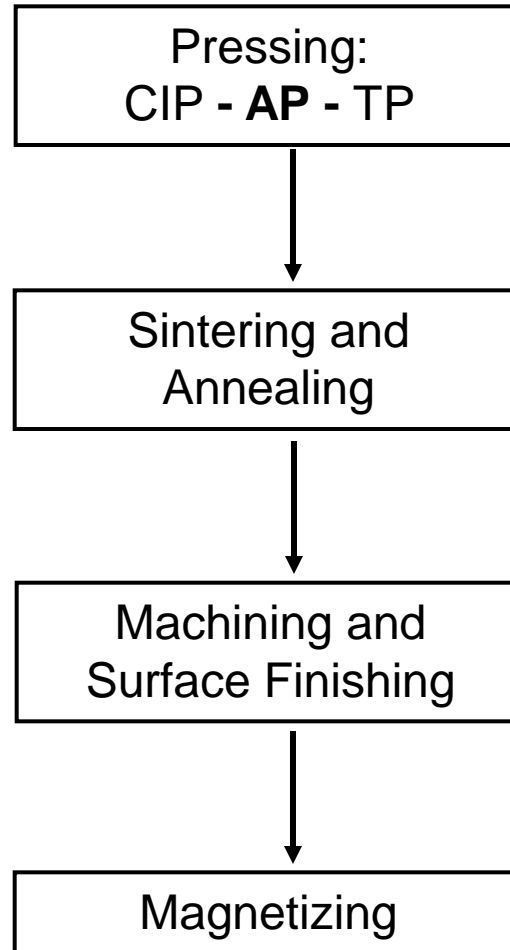 Pressing:
CIP - AP - TP
Sintering and
Annealing
Machining and
Surface Finishing
Magnetizing